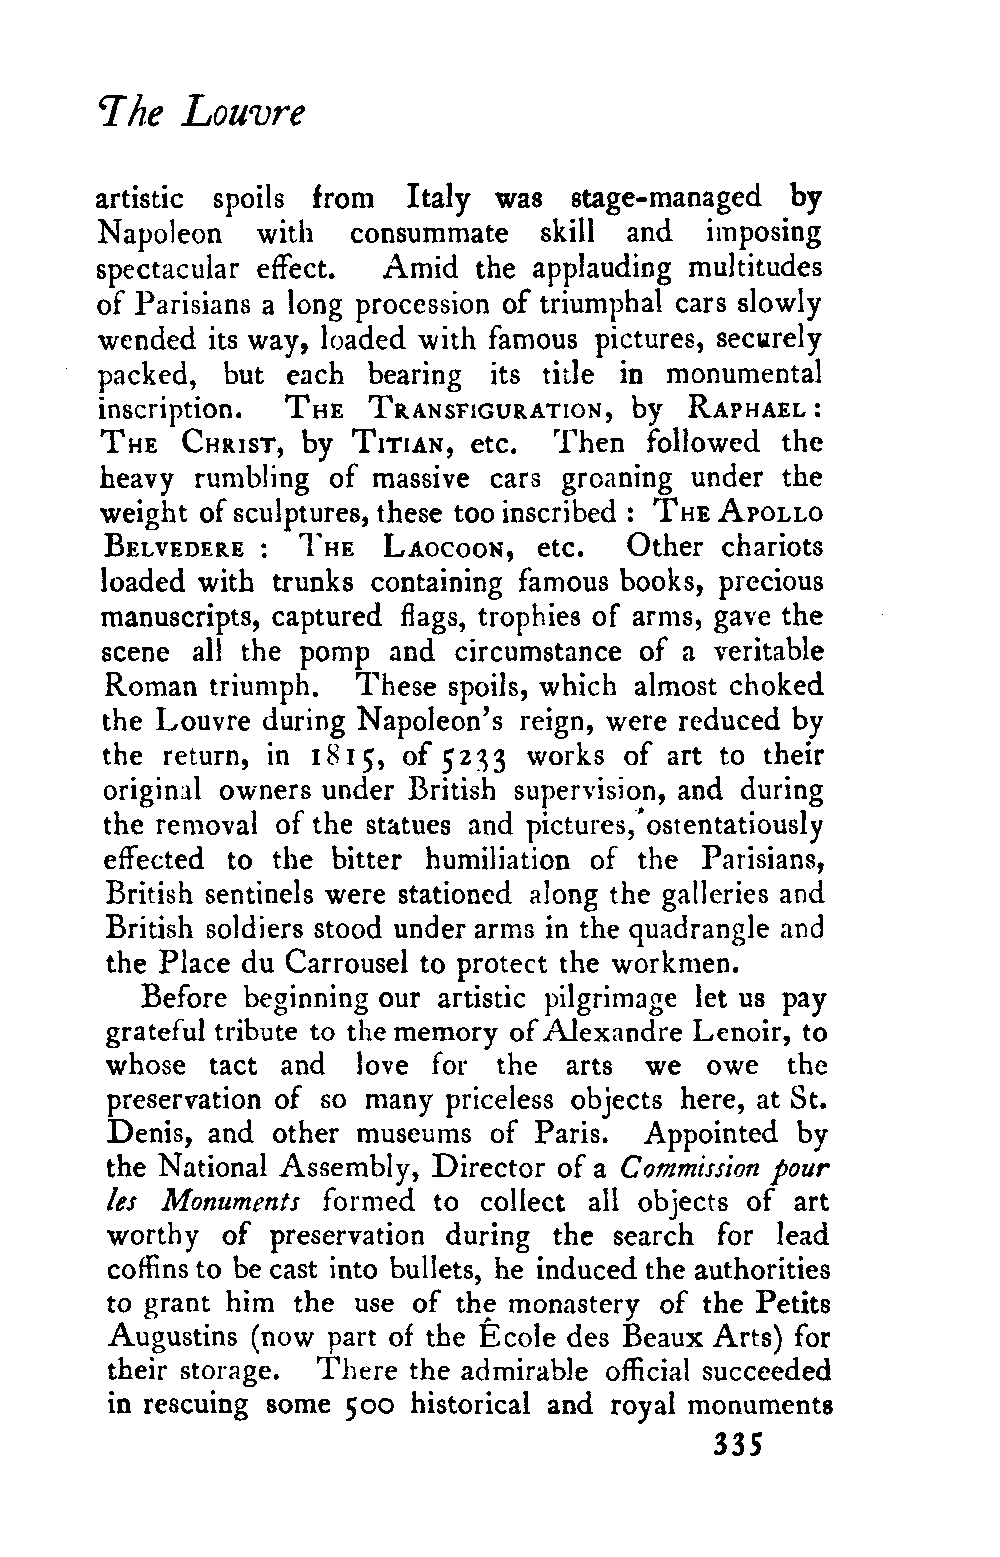 The Louvre
artistic spoils from Italy was stage-managed by
Napoleon with consummate skill and imposing
spectacular effect. Amid the applauding multitudes
of Parisians a long procession of triumphal cars slowly
wended its way, loaded with famous pictures, securely
packed, but each bearing its title in monumental
inscription. THE TRANSFIGURATION, by RAPHAEL:
THE CHRIST, by TITIAN, etc. Then followed the
heavy rumbling of massive cars groaning under the
weight of sculptures, these too inscribed : THE APOLLO
BELVEDERE : THE LAOCOON, etc. Other chariots
loaded with trunks containing famous books, precious
manuscripts, captured flags, trophies of arms, gave the
scene all the pomp and circumstance of a veritable
Roman triumph. These spoils, which almost choked
the Louvre during Napoleon's reign, were reduced by
the return, in 1815, of 5233 works of art to their
original owners under British supervision, and during
the removal of the statues and pictures, ostentatiously
effected to the bitter humiliation of the Parisians,
British sentinels were stationed along the galleries and
British soldiers stood under arms in the quadrangle and
the Place du Carrousel to protect the workmen.
Before beginning our artistic pilgrimage let us pay
grateful tribute to the memory of Alexandre Lenoir, to
whose tact and love for the arts we owe the
preservation of so many priceless objects here, at St.
Denis, and other museums of Paris. Appointed by
the National Assembly, Director of a Commission pour
les Monuments formed to collect all objects of art
worthy of preservation during the search for lead
coffins to be cast into bullets, he induced the authorities
to grant him the use of the monastery of the Petits
Augustins (now part of the École des Beaux Arts) for
their storage. There the admirable official succeeded
in rescuing some 500 historical and royal monuments
335